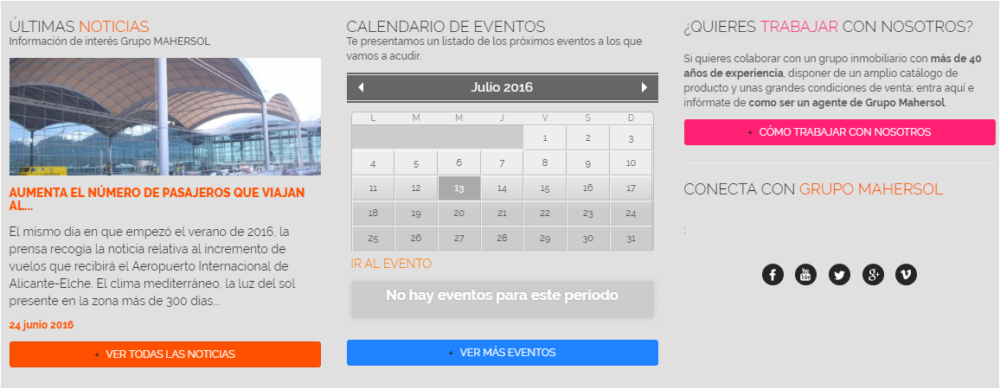 ÚLTIMAS NOTICIAS
Información de interés Grupo MAHERSOL
AUMENTA EL NÚMERO DE PASAJEROS QUE VIAJAN
AL...
El mismo día en que empezó el verano de 2016, la
prensa recogía la noticia relativa al incremento de
vuelos que recibirá el Aeropuerto Internacional de
Alicante-Elche. El clima mediterráneo, la luz del sol
presente en la zona más de 300 días...
24 junio 2016
+ VER TODAS LAS NOTICIAS
CALENDARIO DE EVENTOS
Te presentamos un listado de los próximos eventos a los que
vamos a acudir.
Julio 2016
L M M J V S D
1 2 3
4 5 6 7 8 9 10
11 12 13 14 15 16 17
18 19 20 21 22 23 24
25 26 27 28 29 30 31
IR AL EVENTO
No hay eventos para este periodo
+ VER MÁS EVENTOS
¿QUIERES TRABAJAR CON NOSOTROS?
Si quieres colaborar con un grupo inmobiliario con más de 40
años de experiencia, disponer de un amplio catálogo de
producto y unas grandes condiciones de venta; entra aquí e
infórmate de como ser un agente de Grupo Mahersol.
+ CÓMO TRABAJAR CON NOSOTROS
CONECTA CON GRUPO MAHERSOL
:
f You Tube g+ v